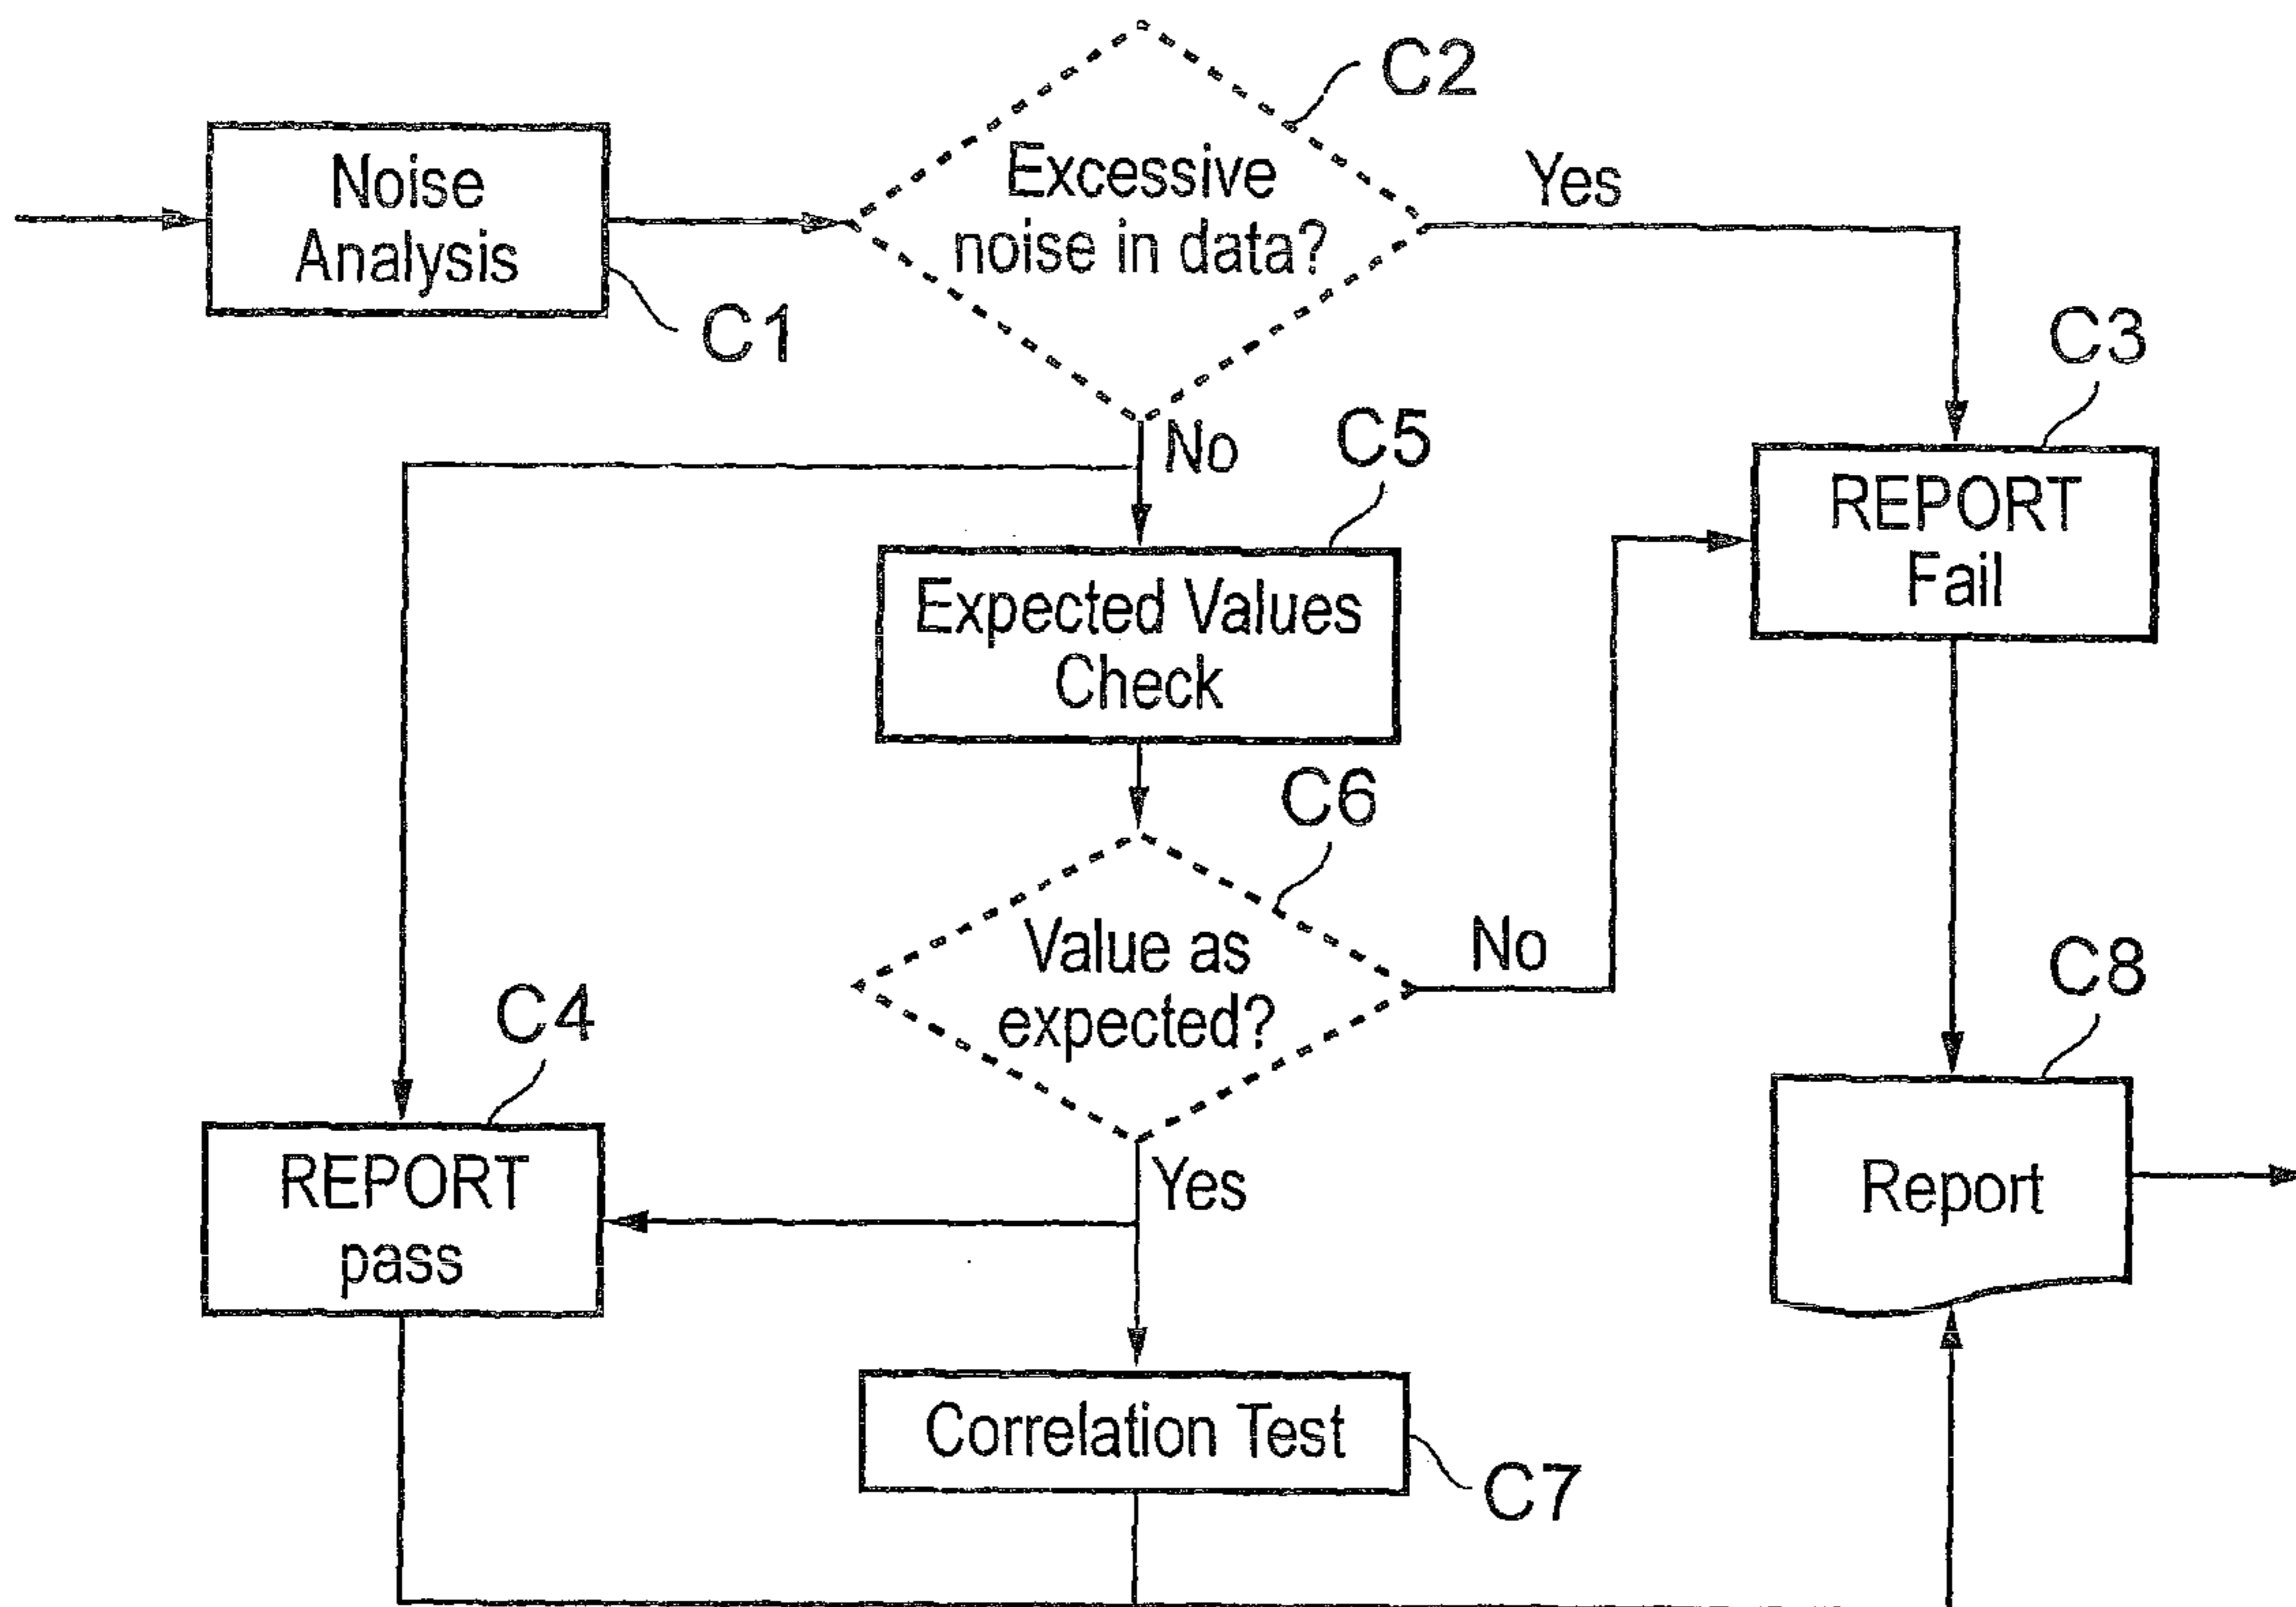 C2
Noise
Analysis
C1
Excessive
noise in data?
Yes
C3
No
C5
REPORT
Fail
Expected Values
Check
C6
Value as
expected?
No
C8
C4
REPORT
pass
Yes
Report
Correlation Test
C7